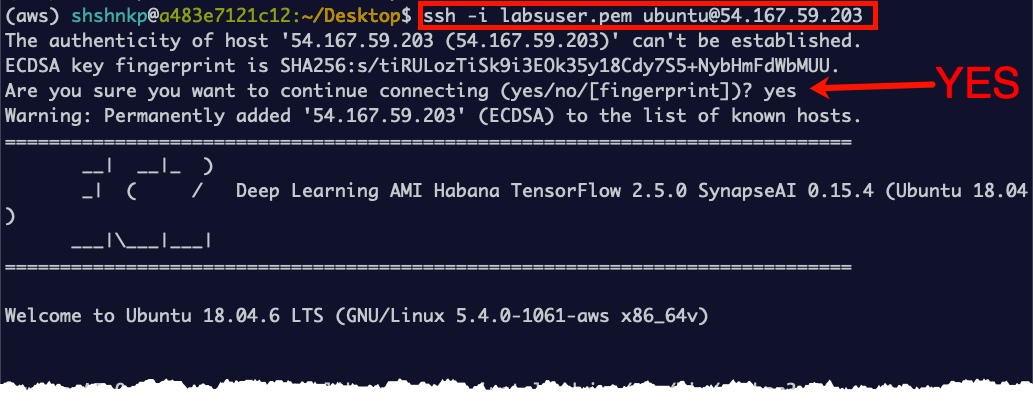 (aws) shshnkp@a483e7121c12:~/Desktop$ ssh -i labsuser.pem ubuntu@54.167.59.203
The authenticity of host '54.167.59.203 (54.167.59.203)' can't be established.
ECDSA key fingerprint is SHA256:s/tiRULozTiSk9i3EOk35y18Cdy7S5+NybHmFdWbMUU.
Are you sure you want to continue connecting (yes/no/[fingerprint])? yes
YES
Warning: Permanently added '54.167.59.203' (ECDSA) to the list of known hosts.
=============================================================================
       __|  __|_  )
       _|  (     /   Deep Learning AMI Habana TensorFlow 2.5.0 SynapseAI 0.15.4 (Ubuntu 18.04
)
      ___|\___|___|
=============================================================================
Welcome to Ubuntu 18.04.6 LTS (GNU/Linux 5.4.0-1061-aws x86_64v)